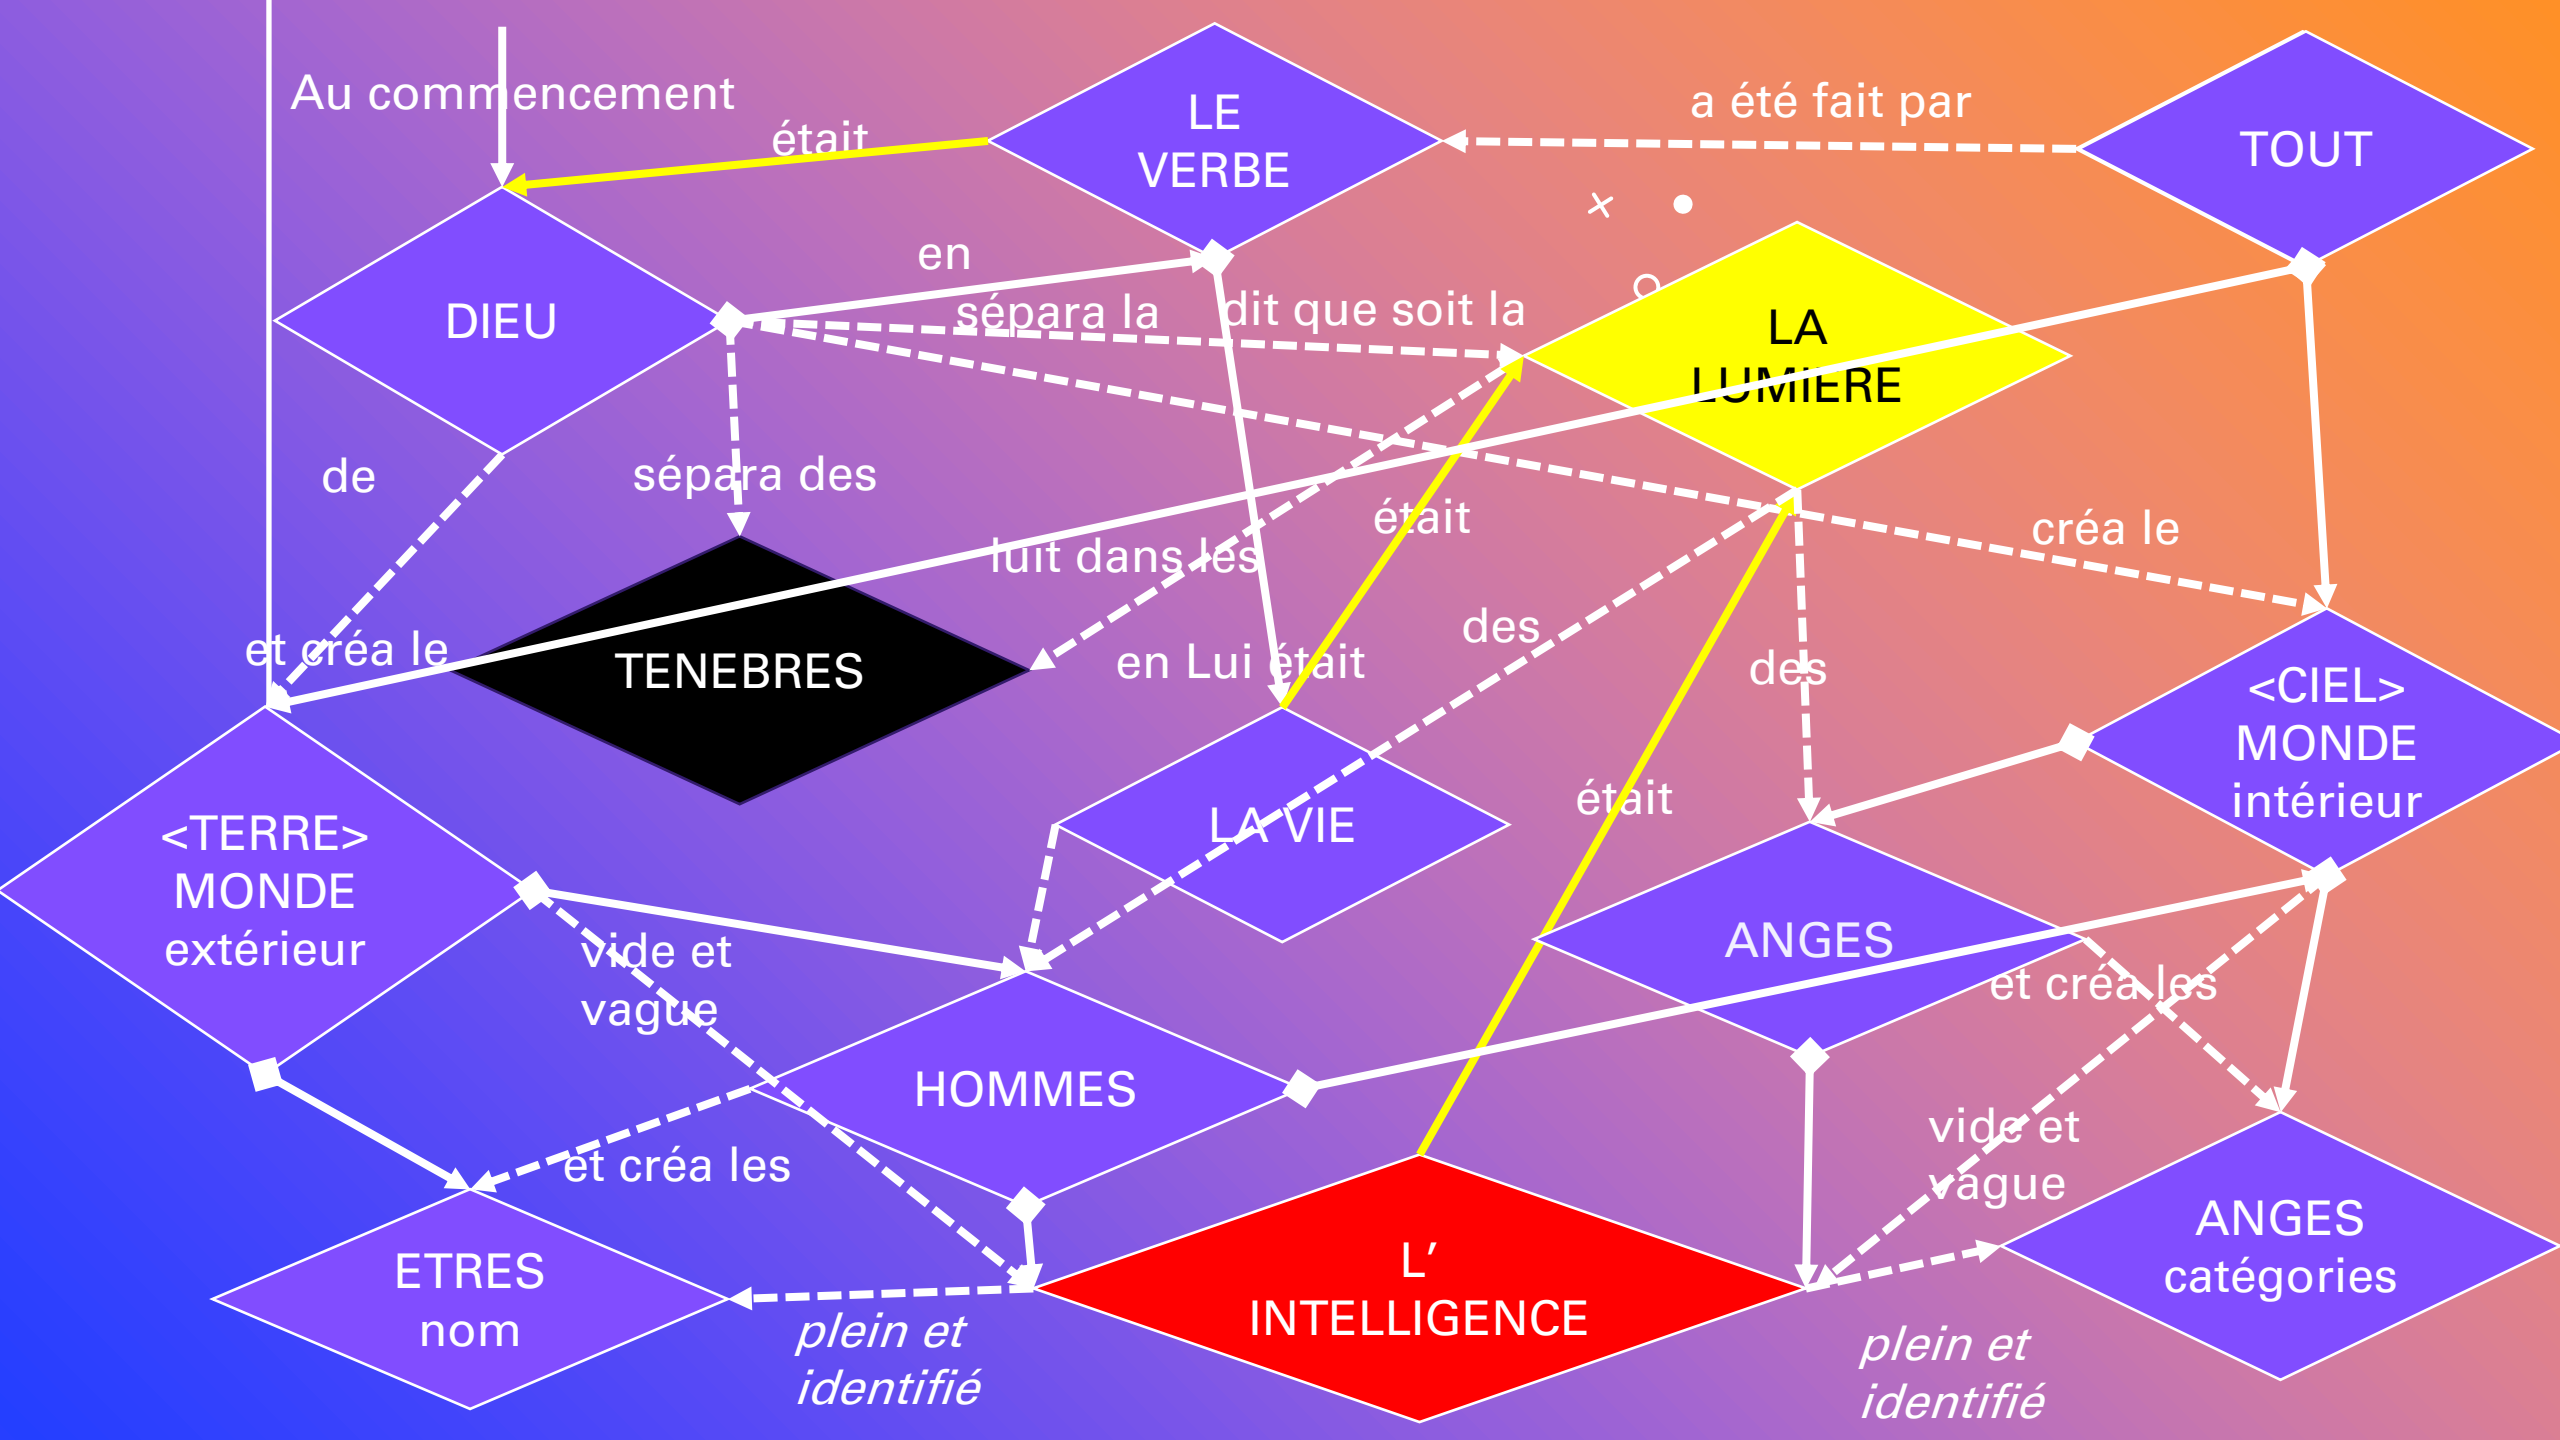 Au commencement
était
LE
VERBE
a été fait par
TOUT
DIEU
en
sépara la
dit que soit la
LA
LUMIERE
de
sépara des
était
créa le
luit dans les
et créa le
TENEBRES
en Lui était
des
des
<CIEL>
MONDE
intérieur
<TERRE>
MONDE
extérieur
LA VIE
était
vide et
vague
ANGES
et créa les
HOMMES
et créa les
vide et
vague
ETRES
nom
L'
INTELLIGENCE
ANGES
catégories
plein et
identifié
plein et
identifié